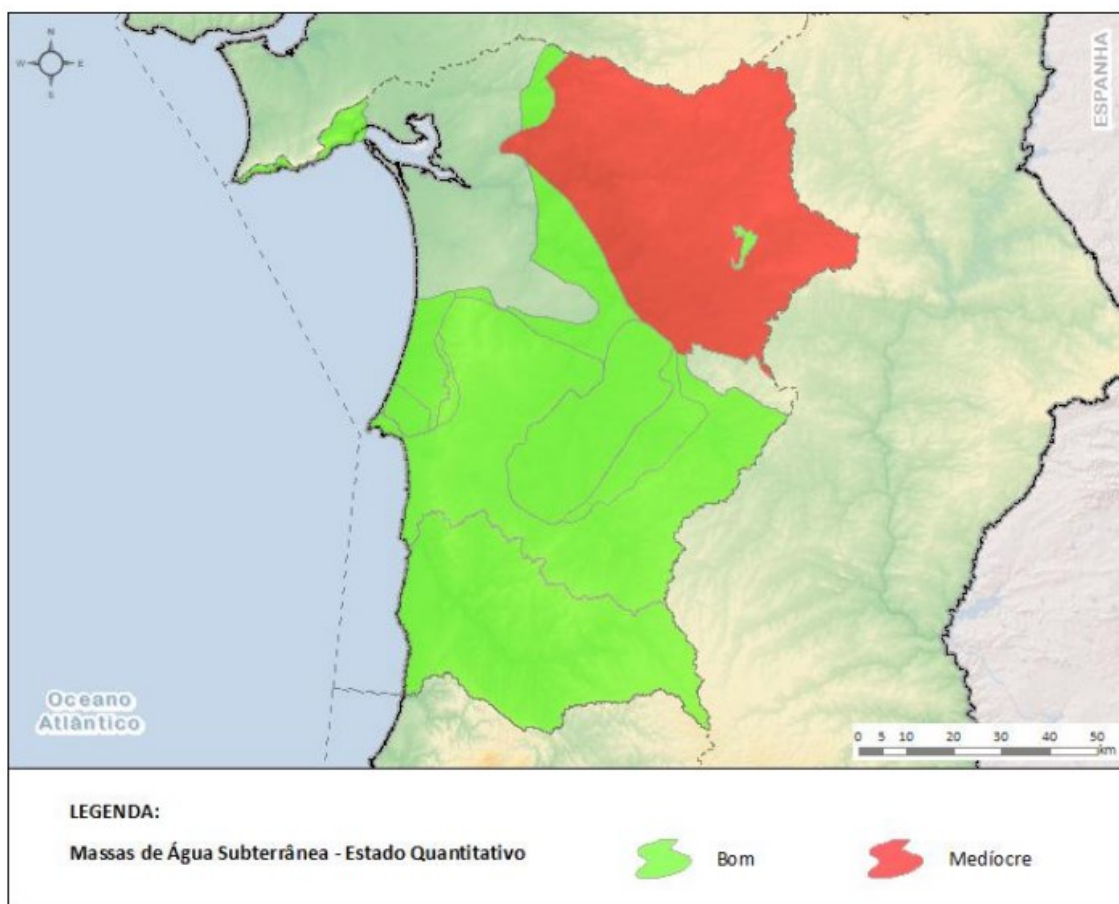 N
W E
S
ESPANHA
Oceano
Atlântico
0 5 10 20 30 40 50
km
LEGENDA:
Massas de Água Subterrânea - Estado Quantitativo
Bom
Medíocre